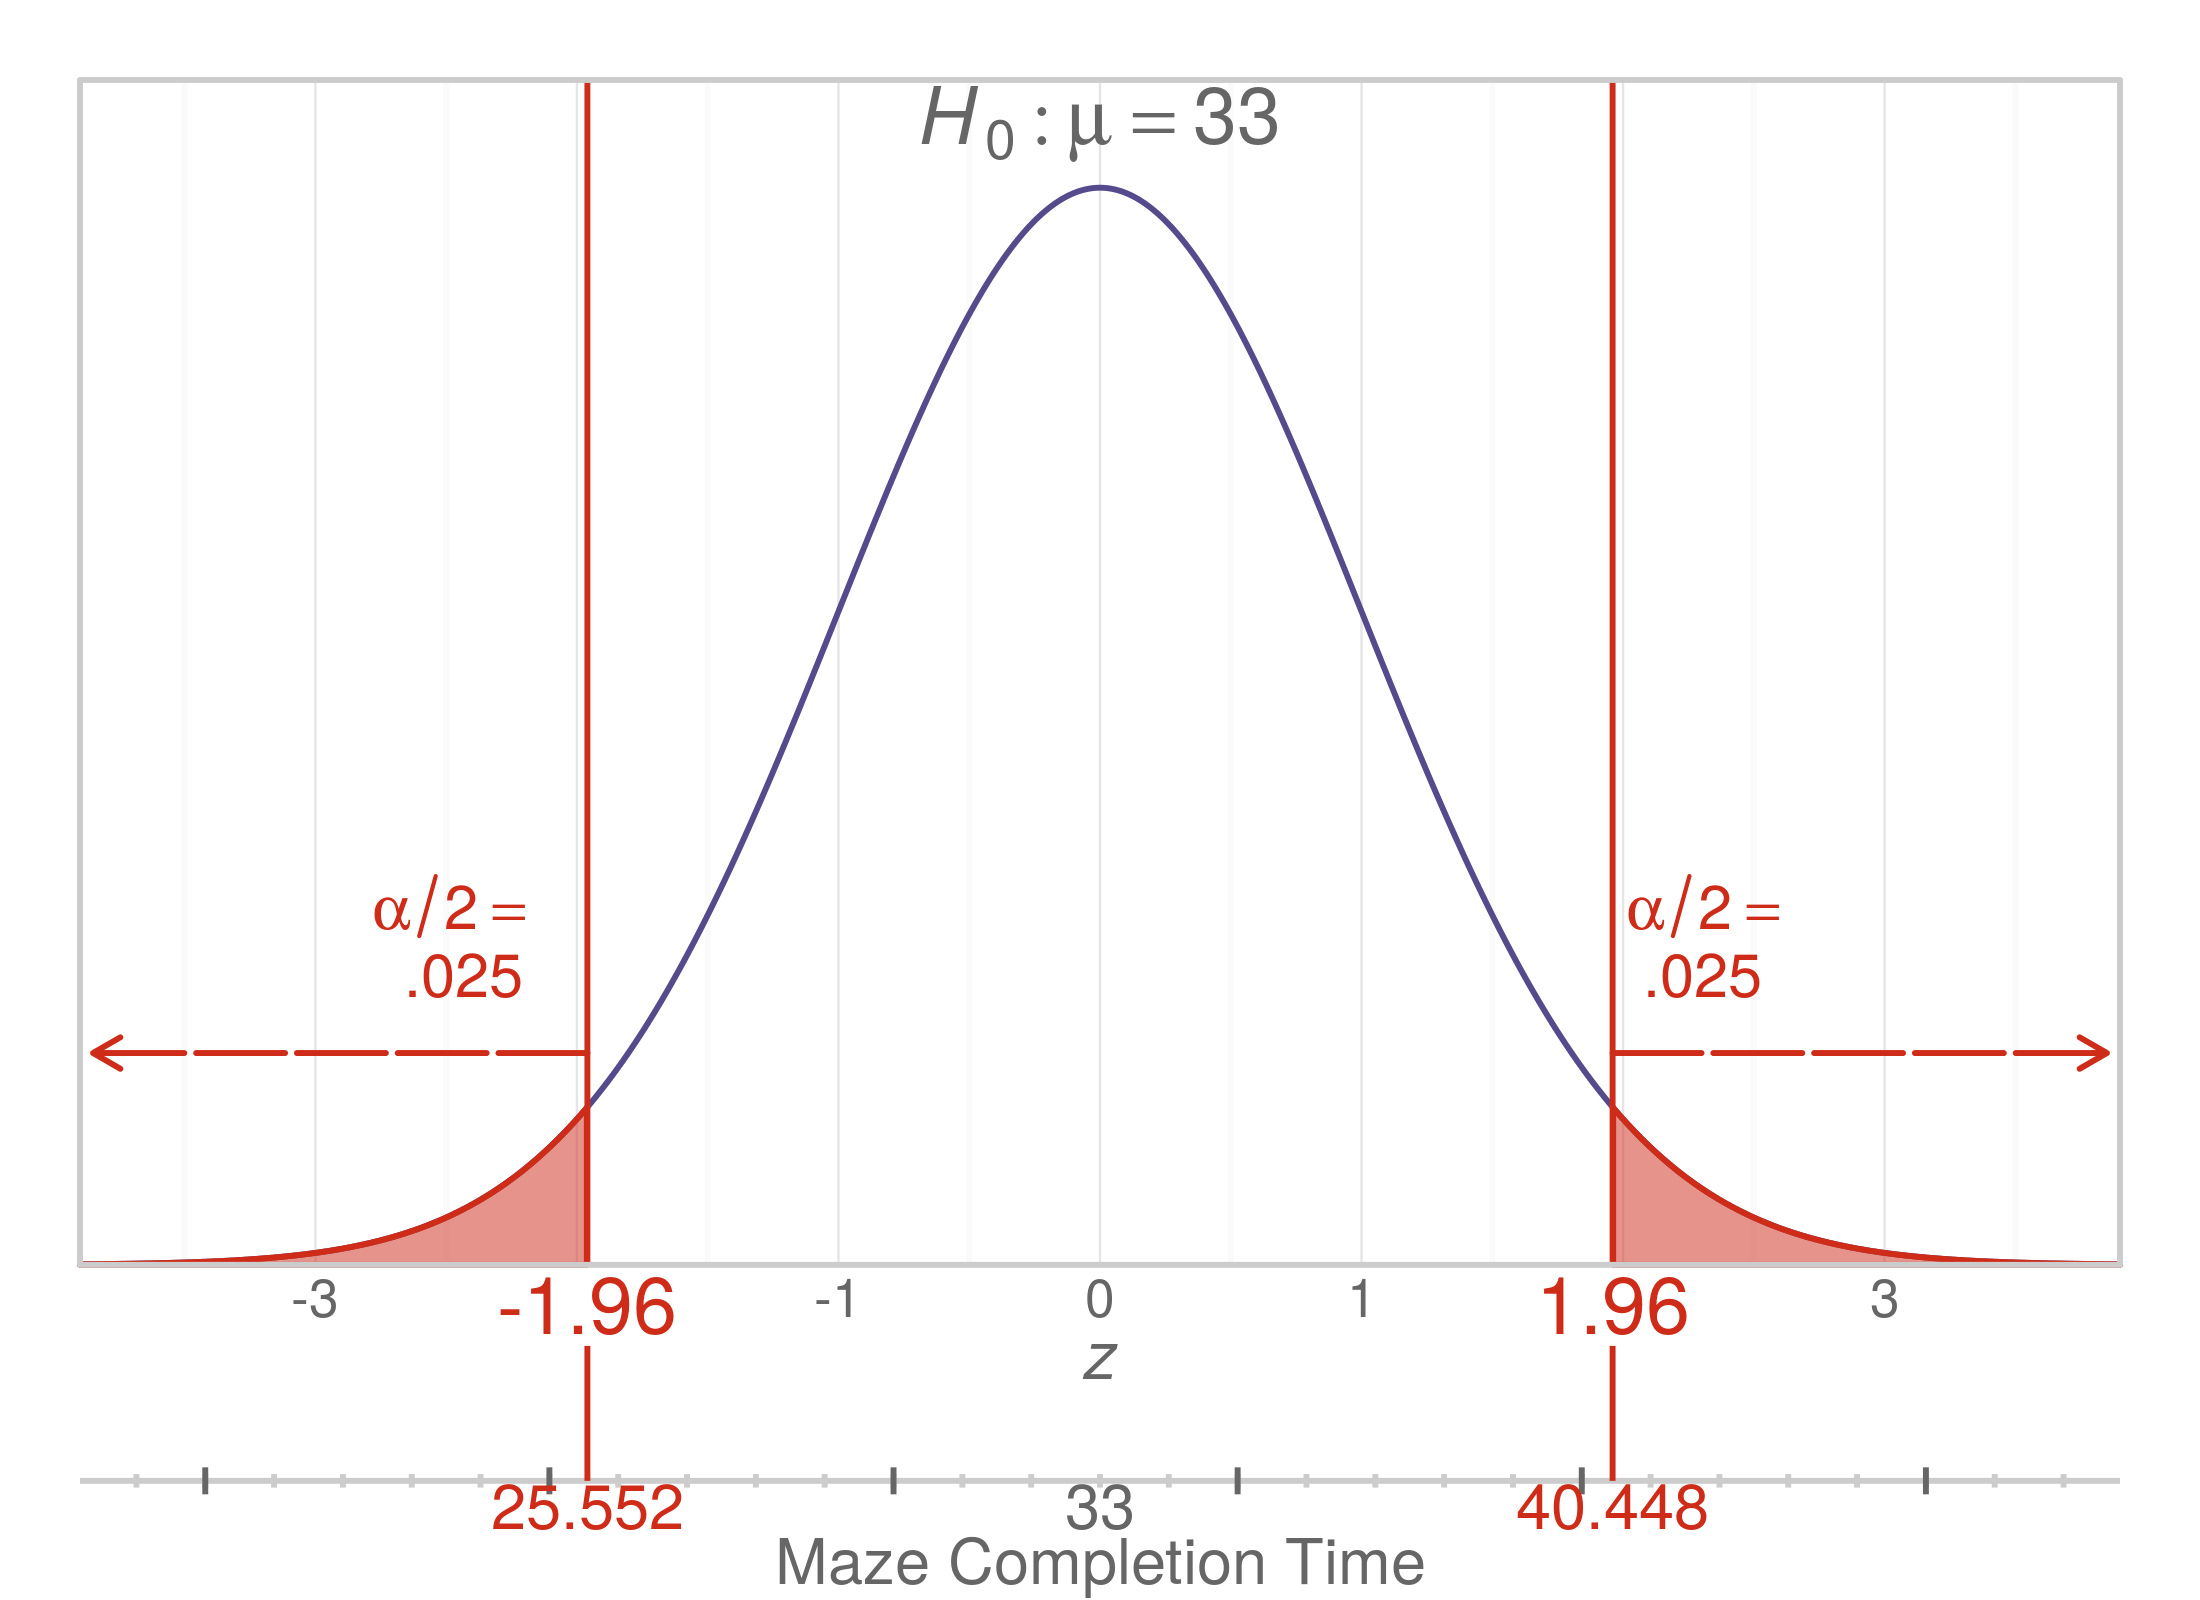 H0 : μ = 33
α/2 =
.025
α/2 =
.025
-3 -1.96 -1 0 1 1.96 3
z
25.552 33 40.448
Maze Completion Time